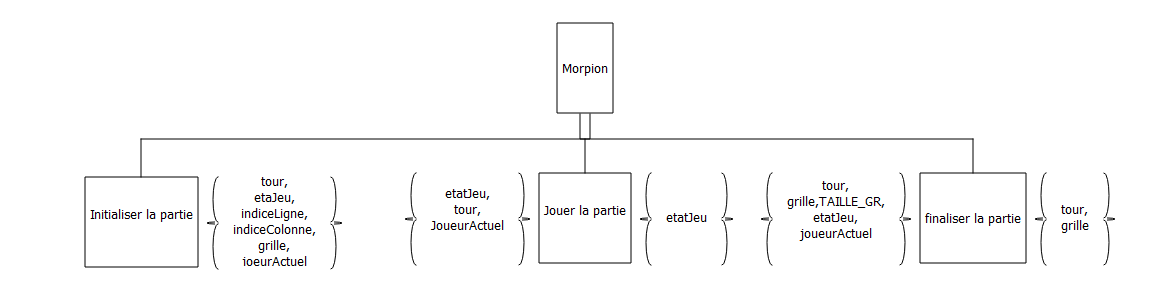 Morpion
Initialiser la partie
tour,
etaJeu,
indiceLigne,
indiceColonne,
grille,
ioeurActuel
etatJeu,
tour,
JoueurActuel
Jouer la partie
etatJeu
tour,
grille,TAILLE_GR,
etatJeu,
joueurActuel
finaliser la partie
tour,
grille